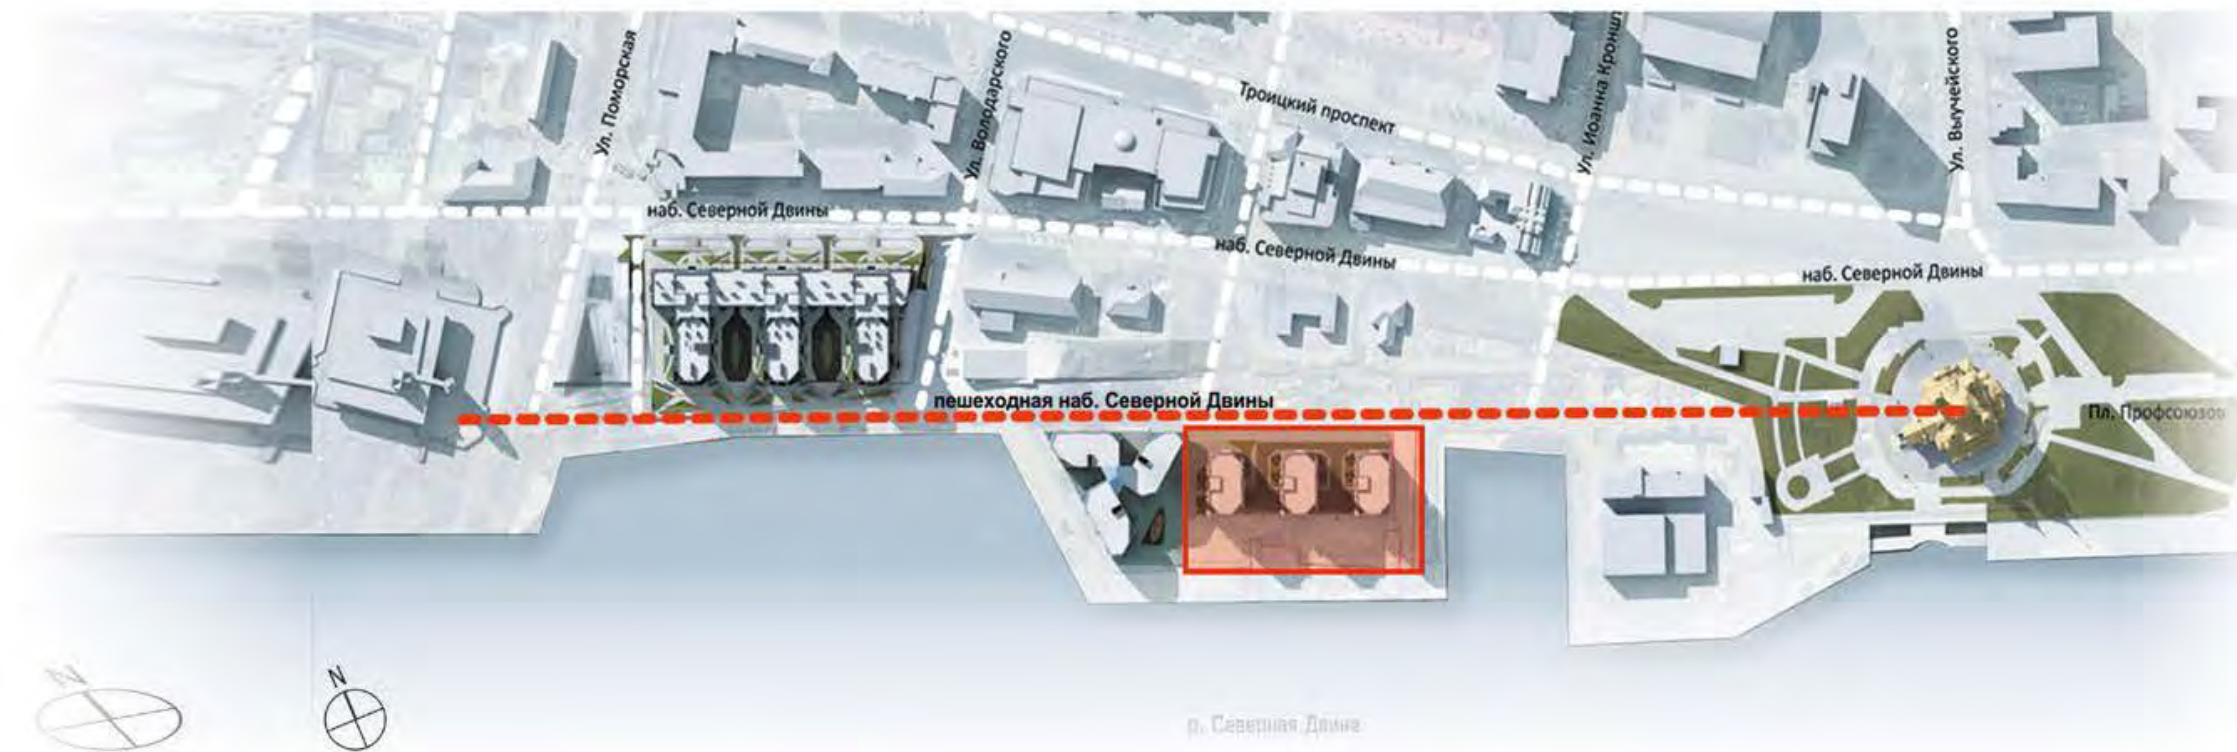 Ул. Поморская
Ул. Володарского
Троицкий проспект
Ул. Иоанна Кроншт
Ул. Выучейского
наб. Северной Двины
наб. Северной Двины
наб. Северной Двины
пешеходная наб. Северной Двины
Пл. Профсоюзов
N
N
р. Северная Двина